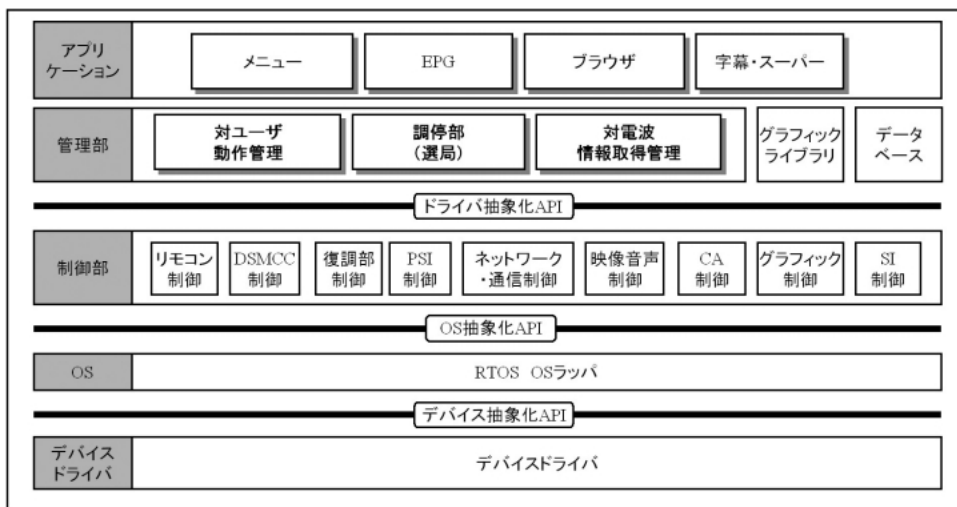 アプリ
ケーション
メニュー
EPG
ブラウザ
字幕・スーパー
管理部
対ユーザ
動作管理
調停部
(選局)
対電波
情報取得管理
グラフィック
ライブラリ
データ
ベース
ドライバ抽象化API
制御部
リモコン
制御
DSMCC
制御
復調部
制御
PSI
制御
ネットワーク
・通信制御
映像音声
制御
CA
制御
グラフィック
制御
SI
制御
OS抽象化API
OS
RTOS OSラッパ
デバイス抽象化API
デバイス
ドライバ
デバイスドライバ